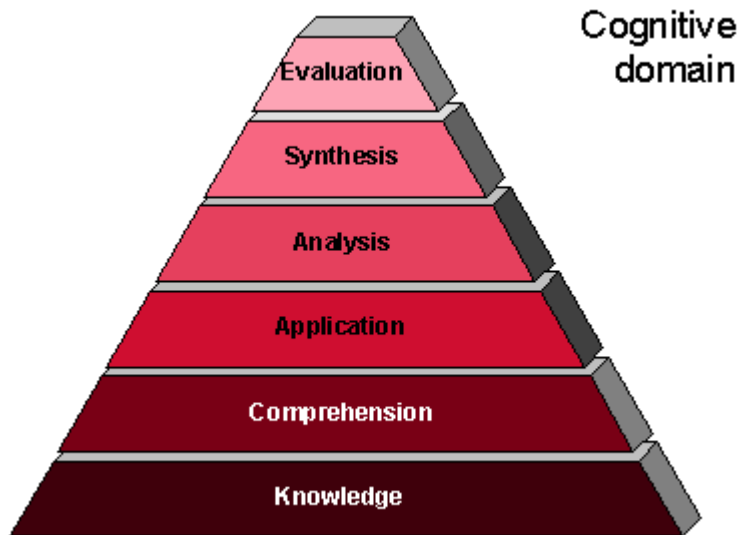 Cognitive
domain
Evaluation
Synthesis
Analysis
Application
Comprehension
Knowledge